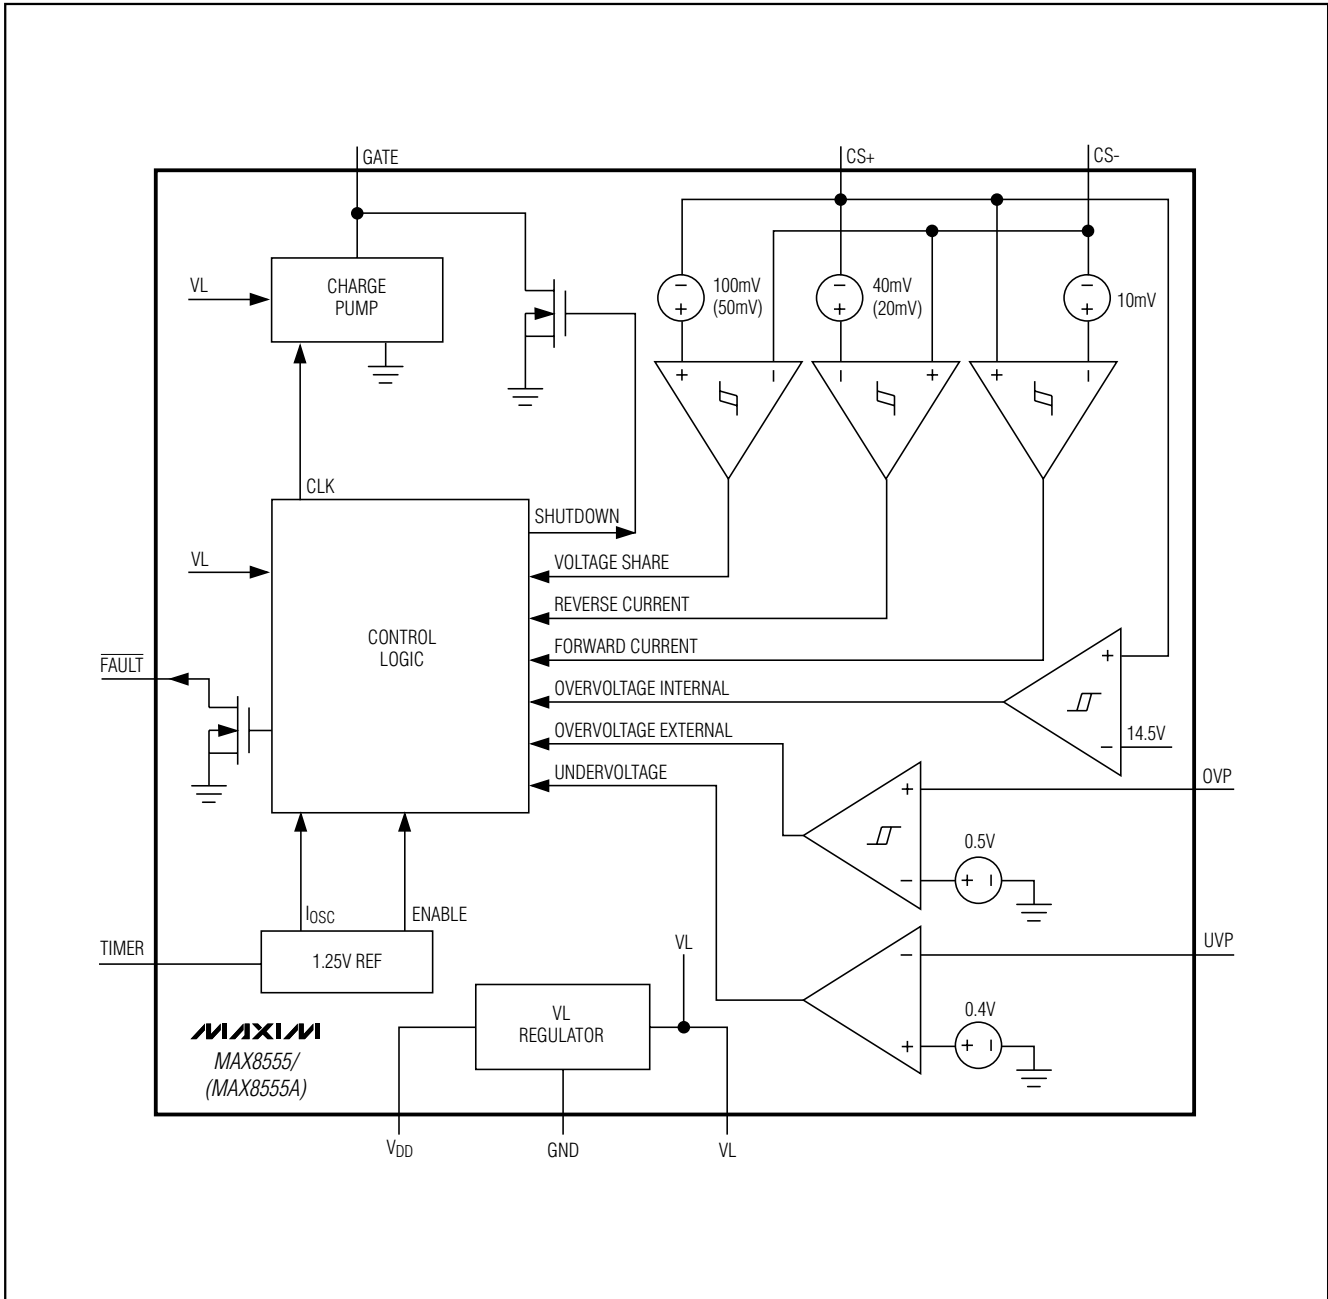 GATE
CS+
CS-
VL
CHARGE
PUMP
100mV
(50mV)
40mV
(20mV)
10mV
− + − + − +
+ − − + + −
CLK
SHUTDOWN
VL
VOLTAGE SHARE
REVERSE CURRENT
CONTROL
LOGIC
FORWARD CURRENT
FAULT
OVERVOLTAGE INTERNAL
+
− 14.5V
OVERVOLTAGE EXTERNAL
UNDERVOLTAGE
OVP
+
0.5V
− + −
IOSC
ENABLE
TIMER
1.25V REF
VL
UVP
−
0.4V
+ + −
VL
REGULATOR
MAXIM
MAX8555/
(MAX8555A)
VDD
GND
VL